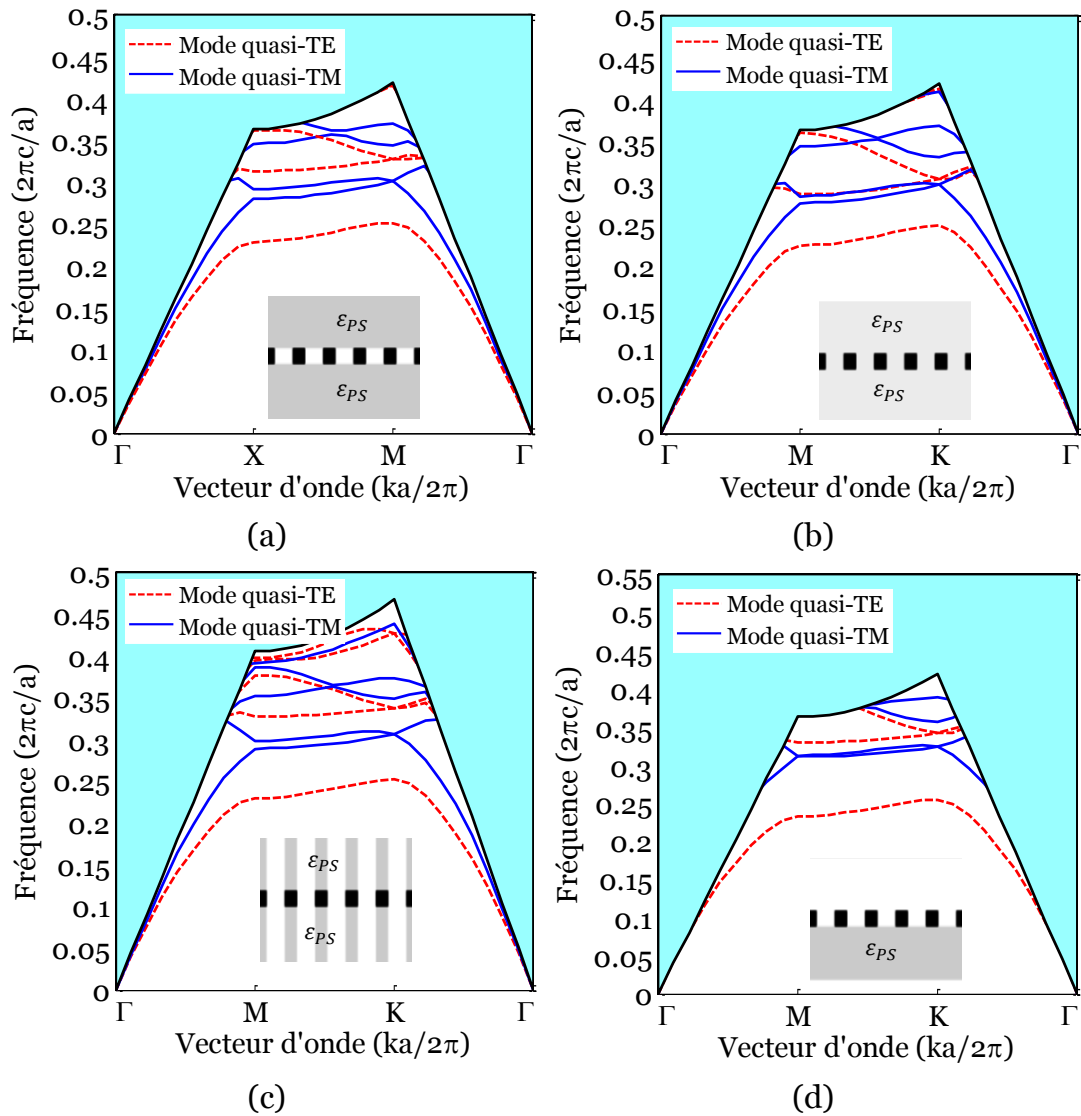 0.5
0.45
0.4
0.35
0.3
0.25
0.2
0.15
0.1
0.05
0
Fréquence (2πc/a)
Mode quasi-TE
Mode quasi-TM
εPS
εPS
Γ X M Γ
Vecteur d'onde (ka/2π)
(a)
0.5
0.45
0.4
0.35
0.3
0.25
0.2
0.15
0.1
0.05
0
Fréquence (2πc/a)
Mode quasi-TE
Mode quasi-TM
εPS
εPS
Γ M K Γ
Vecteur d'onde (ka/2π)
(b)
0.5
0.45
0.4
0.35
0.3
0.25
0.2
0.15
0.1
0.05
0
Fréquence (2πc/a)
Mode quasi-TE
Mode quasi-TM
εPS
εPS
Γ M K Γ
Vecteur d'onde (ka/2π)
(c)
0.55
0.5
0.45
0.4
0.35
0.3
0.25
0.2
0.15
0.1
0.05
0
Fréquence (2πc/a)
Mode quasi-TE
Mode quasi-TM
εPS
Γ M K Γ
Vecteur d'onde (ka/2π)
(d)